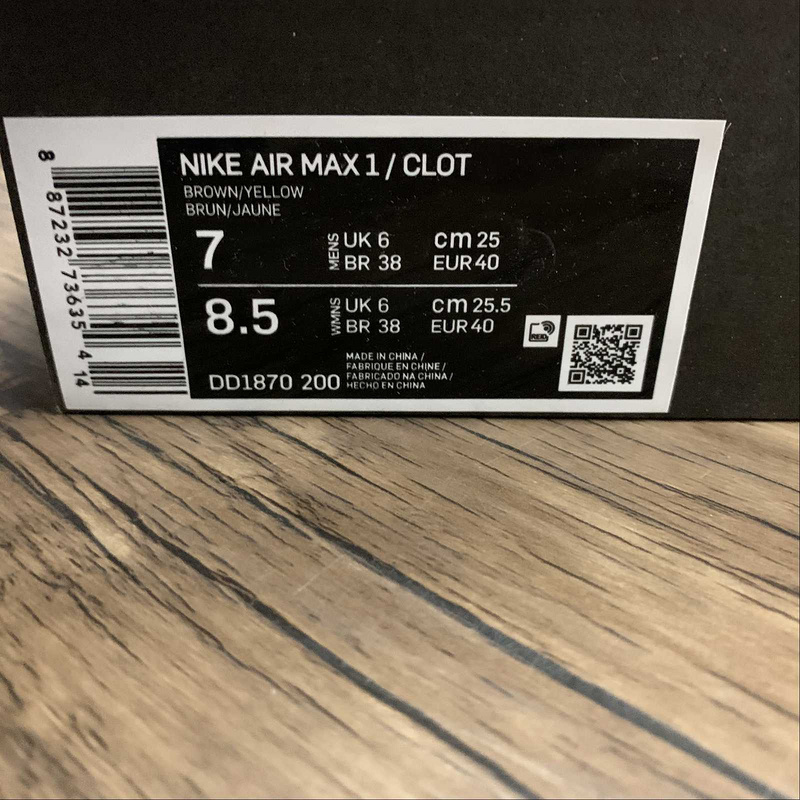 NIKE AIR MAX 1 / CLOT
BROWN/YELLOW
BRUN/JAUNE
7 MENS UK 6 cm 25
BR 38 EUR 40
8.5 WMNS UK 6 cm 25.5
BR 38 EUR 40
DD1870 200
MADE IN CHINA /
FABRIQUE EN CHINE /
FABRICADO NA CHINA /
HECHO EN CHINA
8 87232 73635 4 14